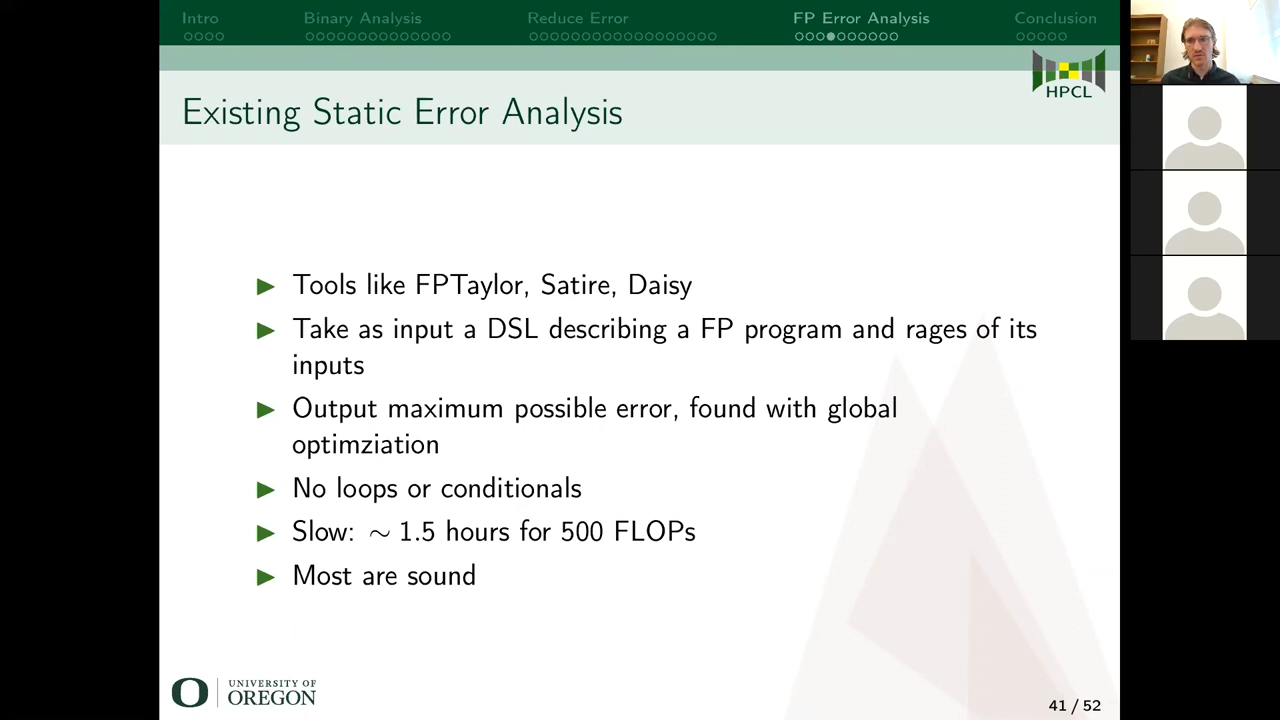 Intro Binary Analysis Reduce Error FP Error Analysis Conclusion
HPCL
Existing Static Error Analysis
Tools like FPTaylor, Satire, Daisy
Take as input a DSL describing a FP program and rages of its
inputs
Output maximum possible error, found with global
optimziation
No loops or conditionals
Slow: ~ 1.5 hours for 500 FLOPs
Most are sound
O UNIVERSITY OF
OREGON
41 / 52